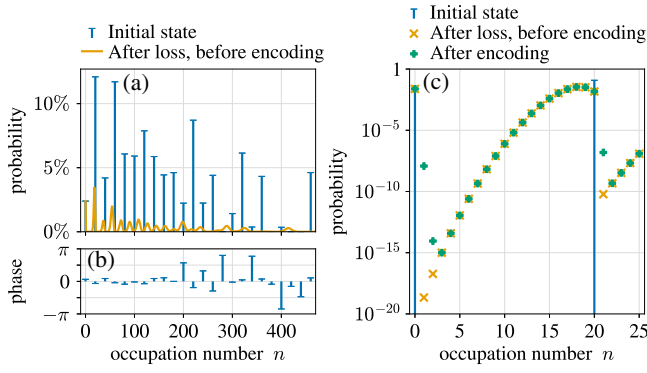 Initial state
After loss, before encoding
(a)
10%
5%
0%
probability
(b)
π
0
−π
phase
0 100 200 300 400
occupation number n
Initial state
After loss, before encoding
After encoding
(c)
1
10^−5
10^−10
10^−15
10^−20
probability
0 5 10 15 20 25
occupation number n